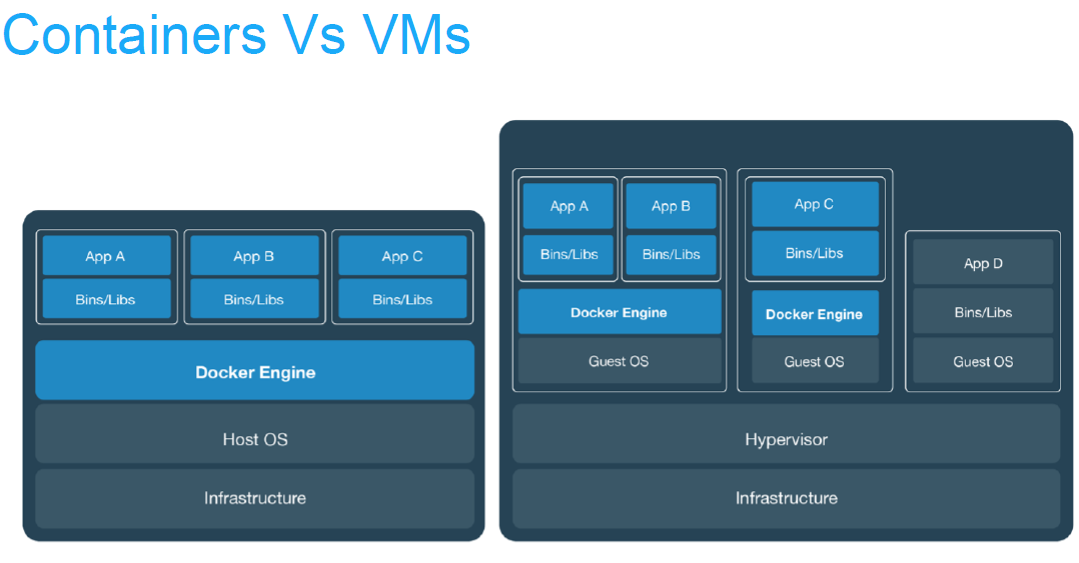 Containers Vs VMs
App A
Bins/Libs
App B
Bins/Libs
App C
Bins/Libs
Docker Engine
Host OS
Infrastructure
App A
Bins/Libs
App B
Bins/Libs
Docker Engine
Guest OS
App C
Bins/Libs
Docker Engine
Guest OS
App D
Bins/Libs
Guest OS
Hypervisor
Infrastructure